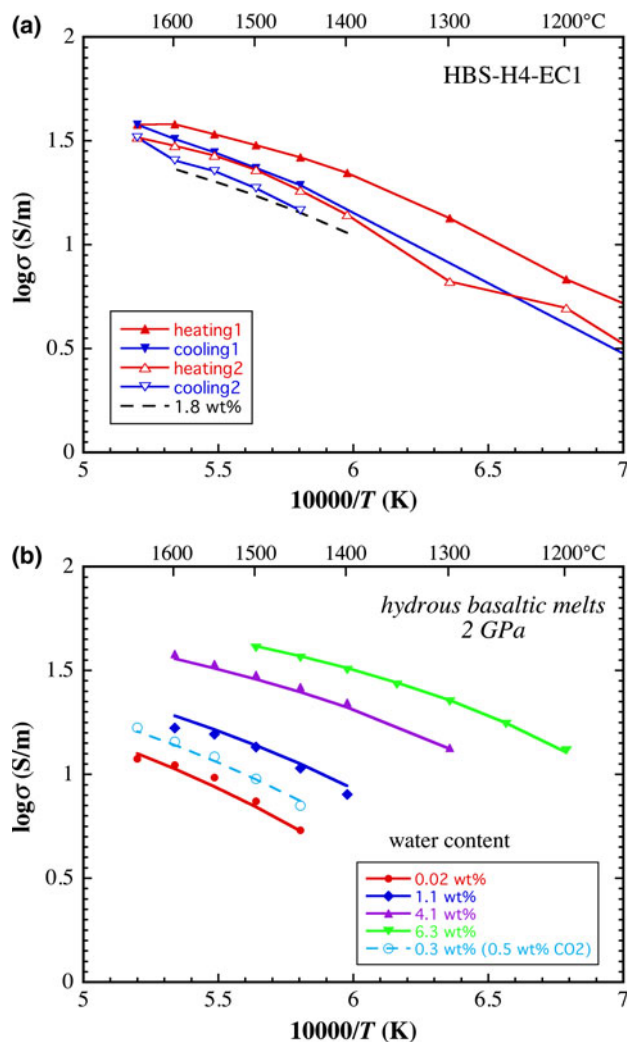 (a)
1600 1500 1400 1300 1200°C
2
HBS-H4-EC1
1.5
1
logσ (S/m)
0.5
heating1
cooling1
heating2
cooling2
1.8 wt%
0
5 5.5 6 6.5 7
10000/T (K)
(b)
1600 1500 1400 1300 1200°C
2
hydrous basaltic melts
2 GPa
1.5
1
logσ (S/m)
water content
0.5
0.02 wt%
1.1 wt%
4.1 wt%
6.3 wt%
0.3 wt% (0.5 wt% CO2)
0
5 5.5 6 6.5 7
10000/T (K)